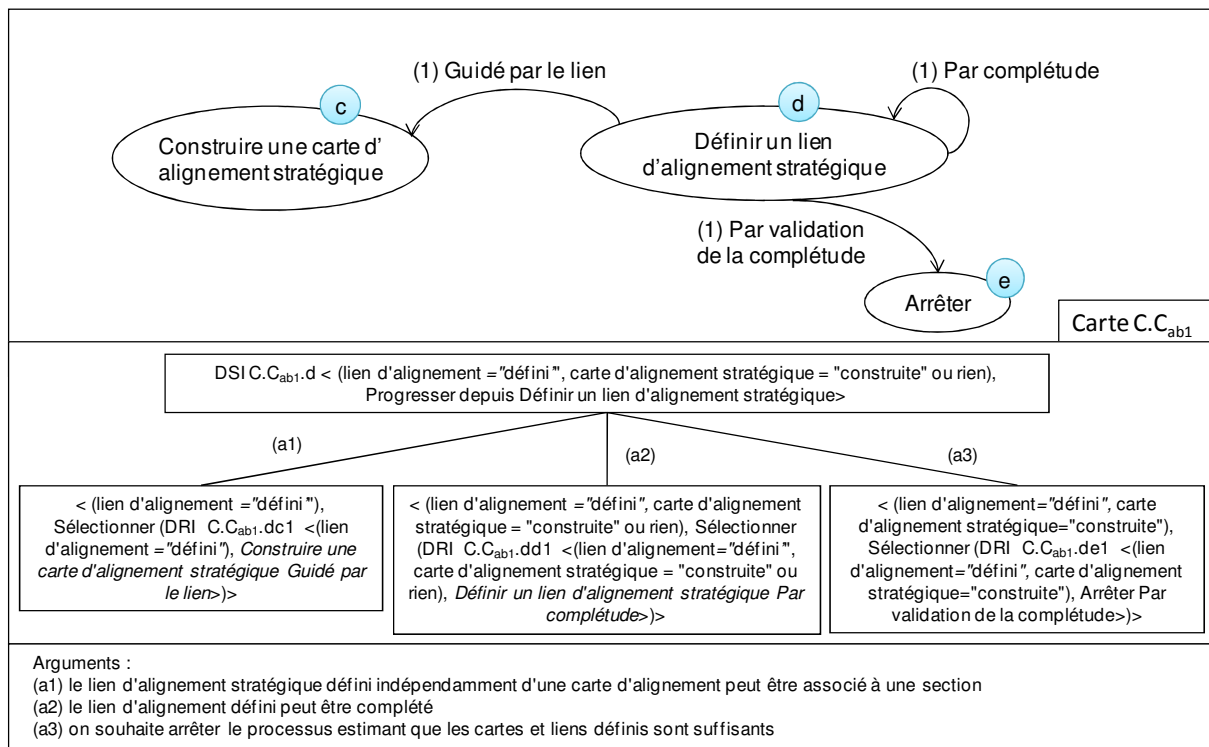 (1) Guidé par le lien
(1) Par complétude
c
d
Construire une carte d'
alignement stratégique
Définir un lien
d'alignement stratégique
(1) Par validation
de la complétude
e
Arrêter
Carte C.Cab1
DSI C.Cab1.d < (lien d'alignement ="défini"', carte d'alignement stratégique = "construite" ou rien),
Progresser depuis Définir un lien d'alignement stratégique>
(a1)
(a2)
(a3)
< (lien d'alignement ="défini"'),
Sélectionner (DRI C.Cab1.dc1 <(lien
d'alignement ="défini"), Construire une
carte d'alignement stratégique Guidé par
le lien>)>
< (lien d'alignement ="défini", carte d'alignement
stratégique = "construite" ou rien), Sélectionner
(DRI C.Cab1.dd1 <(lien d'alignement="défini"',
carte d'alignement stratégique = "construite" ou
rien), Définir un lien d'alignement stratégique Par
complétude>)>
< (lien d'alignement="défini", carte
d'alignement stratégique="construite"),
Sélectionner (DRI C.Cab1.de1 <(lien
d'alignement="défini", carte d'alignement
stratégique="construite"), Arrêter Par
validation de la complétude>)>
Arguments :
(a1) le lien d'alignement stratégique défini indépendamment d'une carte d'alignement peut être associé à une section
(a2) le lien d'alignement défini peut être complété
(a3) on souhaite arrêter le processus estimant que les cartes et liens définis sont suffisants